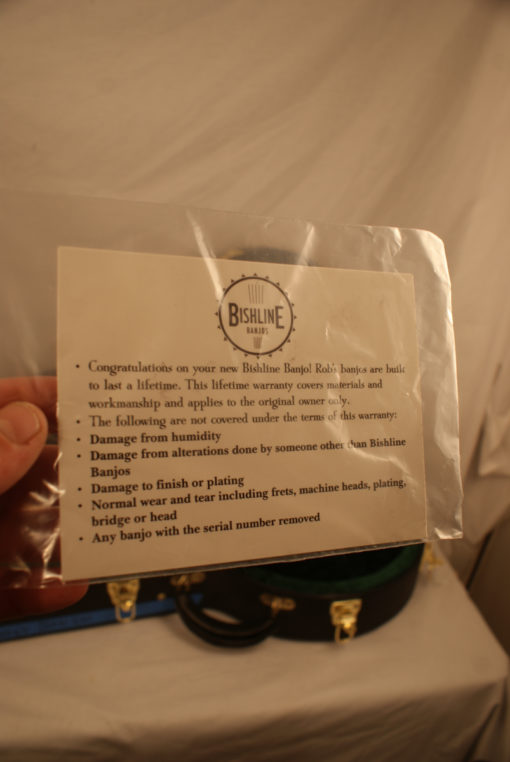 BISHLINE
BANJOS
• Congratulations on your new Bishline Banjo! Rob's banjos are built
to last a lifetime. This lifetime warranty covers materials and
workmanship and applies to the original owner only.
• The following are not covered under the terms of this warranty:
• Damage from humidity
• Damage from alterations done by someone other than Bishline
Banjos
• Damage to finish or plating
• Normal wear and tear including frets, machine heads, plating,
bridge or head
• Any banjo with the serial number removed